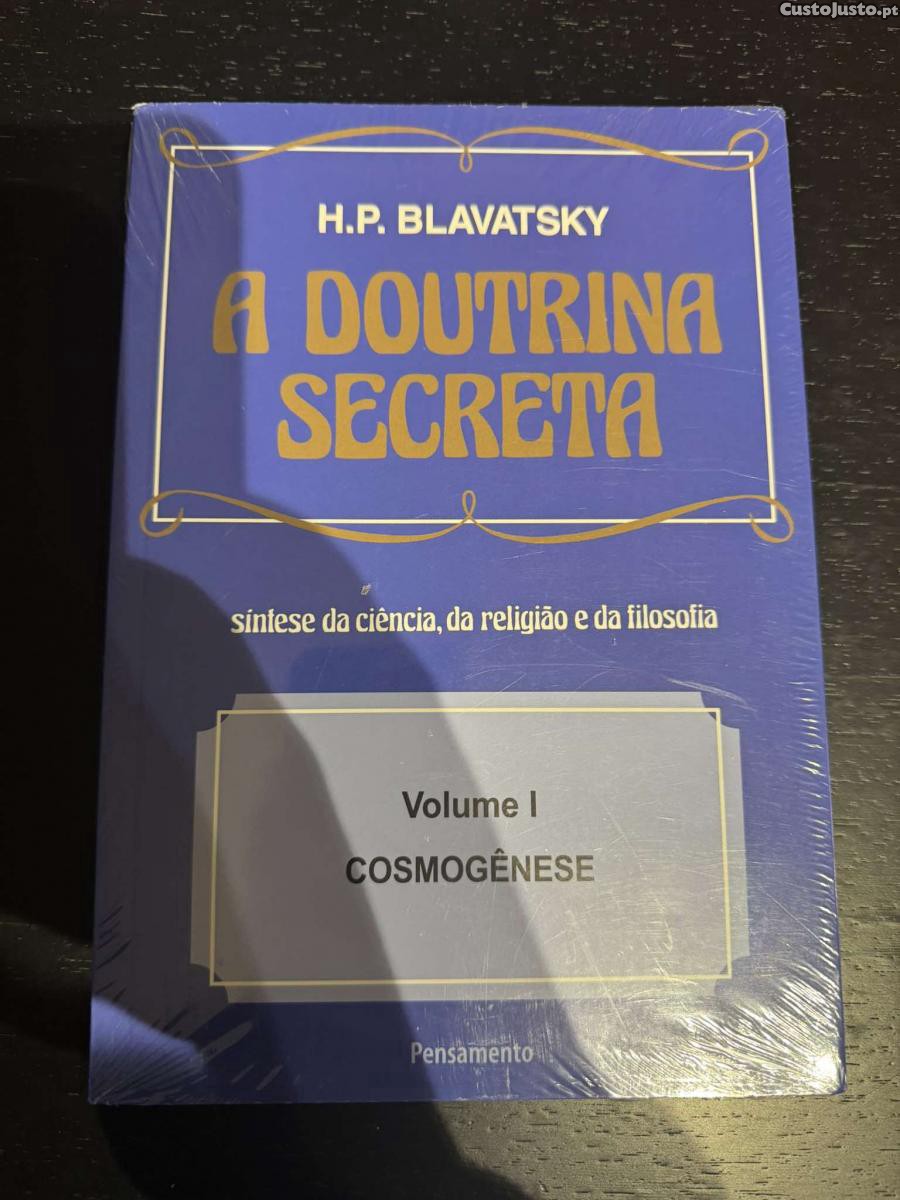 CustoJusto.pt
H.P. BLAVATSKY
A DOUTRINA
SECRETA
síntese da ciência, da religião e da filosofia
Volume I
COSMOGÊNESE
Pensamento